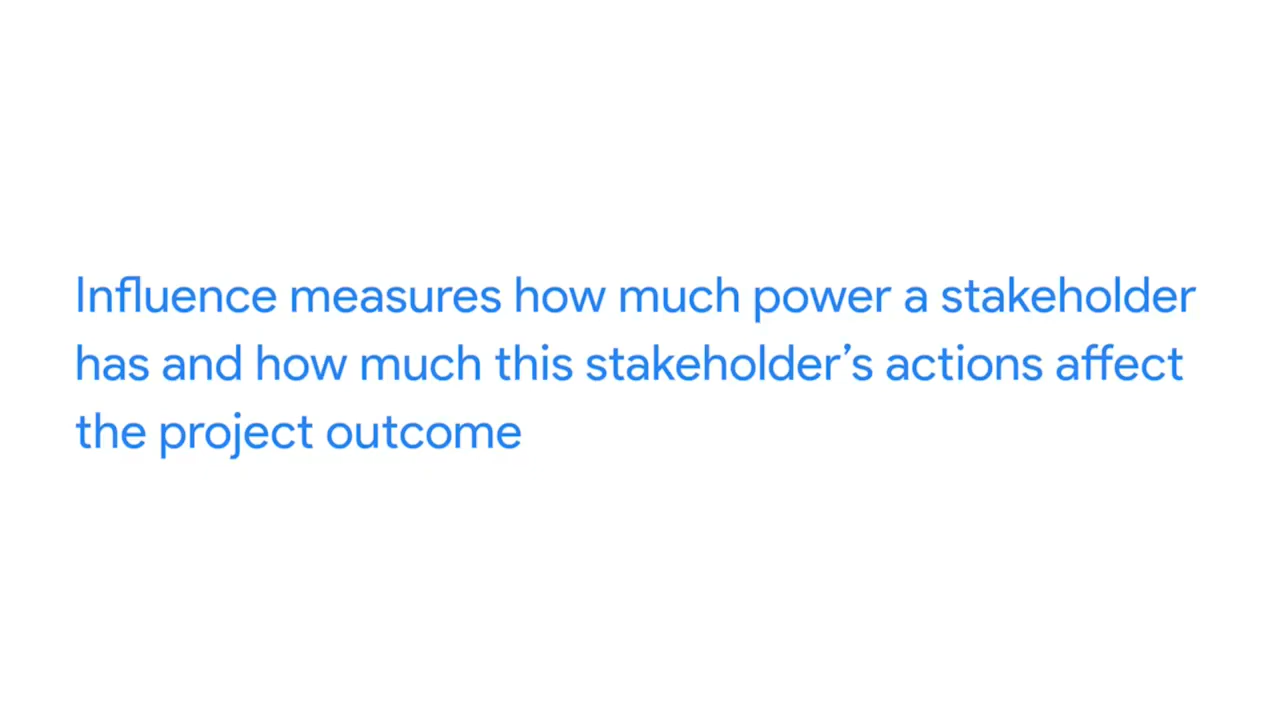 Influence measures how much power a stakeholder
has and how much this stakeholder’s actions affect
the project outcome